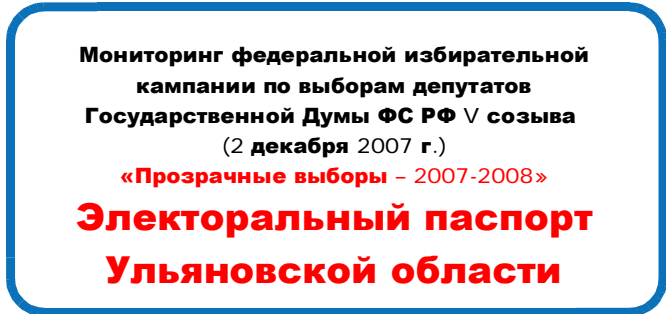 Мониторинг федеральной избирательной
кампании по выборам депутатов
Государственной Думы ФС РФ V созыва
(2 декабря 2007 г.)
«Прозрачные выборы – 2007-2008»
Электоральный паспорт
Ульяновской области